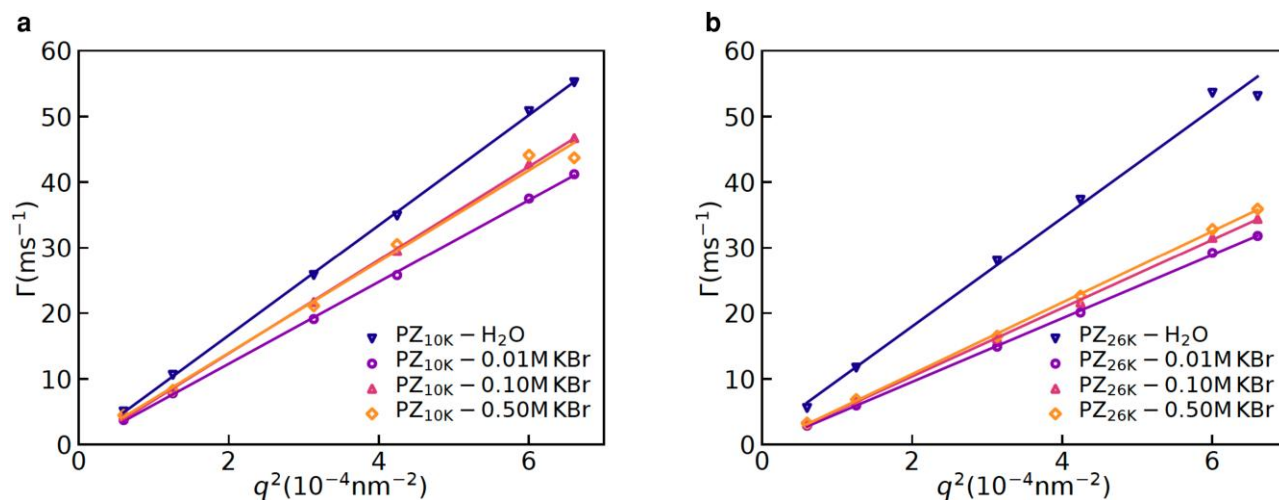 a
60
50
40
30
20
10
0
Γ(ms⁻¹)
PZ₁₀ₖ − H₂O
PZ₁₀ₖ − 0.01M KBr
PZ₁₀ₖ − 0.10M KBr
PZ₁₀ₖ − 0.50M KBr
0 2 4 6
q²(10⁻⁴nm⁻²)
b
60
50
40
30
20
10
0
Γ(ms⁻¹)
PZ₂₆ₖ − H₂O
PZ₂₆ₖ − 0.01M KBr
PZ₂₆ₖ − 0.10M KBr
PZ₂₆ₖ − 0.50M KBr
0 2 4 6
q²(10⁻⁴nm⁻²)